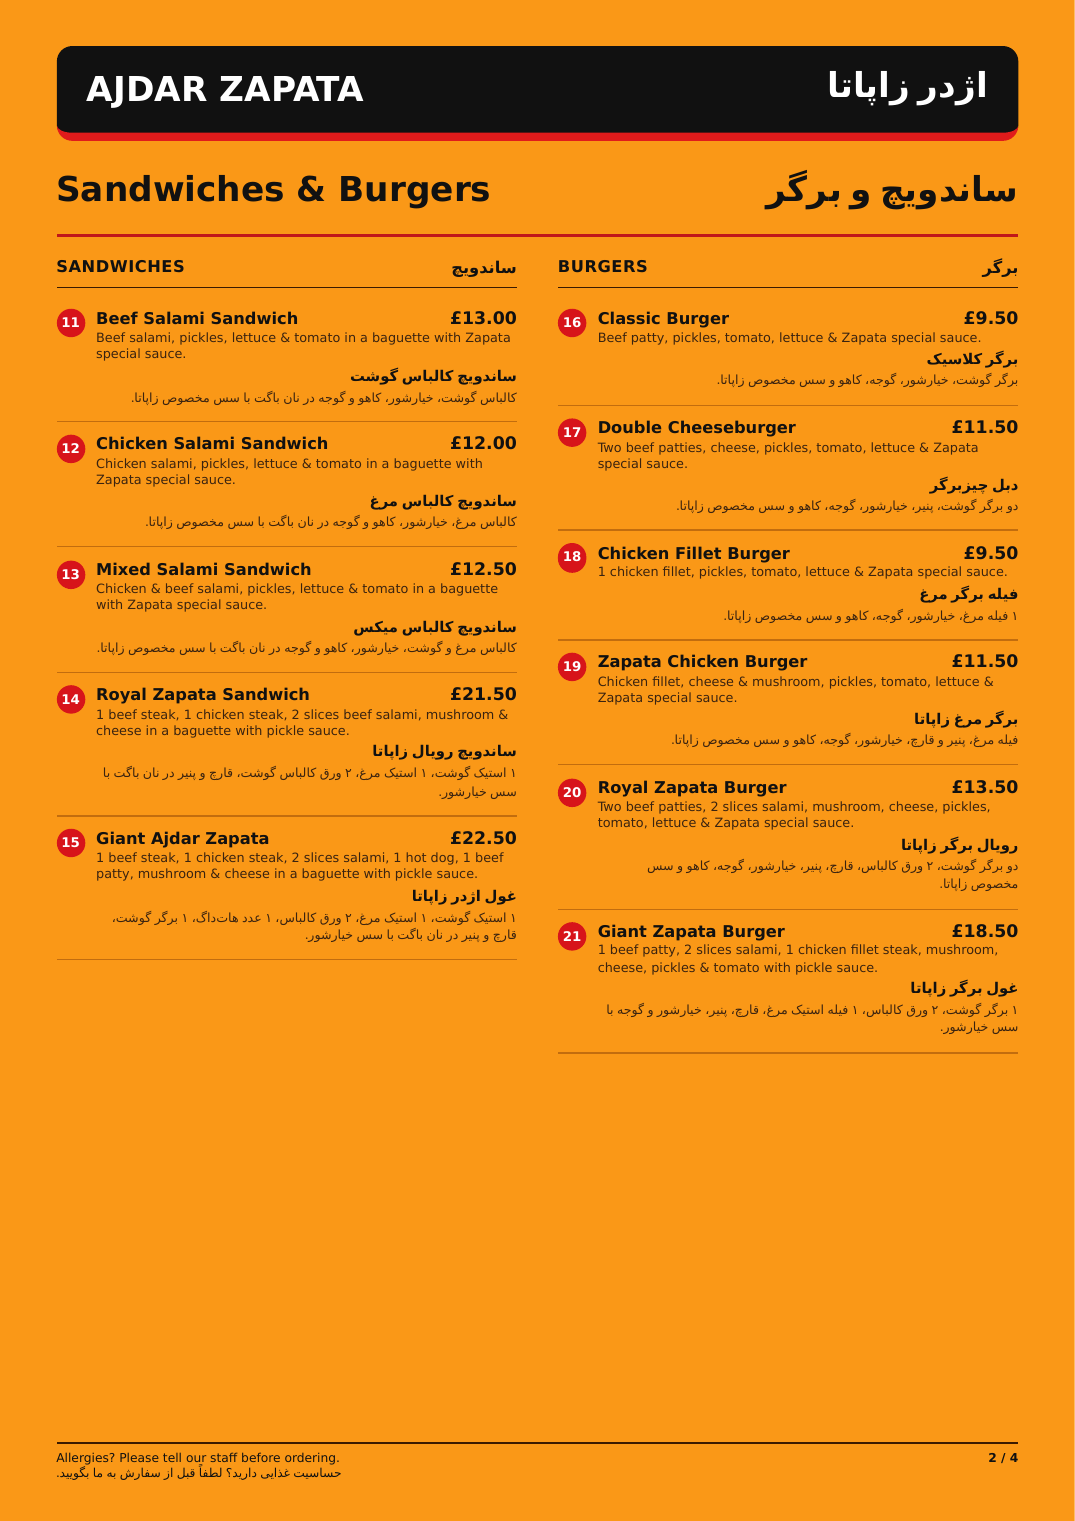 AJDAR ZAPATA
اژدر زاپاتا
Sandwiches & Burgers
ساندویچ و برگر
SANDWICHES
ساندویچ
11 Beef Salami Sandwich £13.00
Beef salami, pickles, lettuce & tomato in a baguette with Zapata
special sauce.
ساندویچ کالباس گوشت
کالباس گوشت، خیارشور، کاهو و گوجه در نان باگت با سس مخصوص زاپاتا.
12 Chicken Salami Sandwich £12.00
Chicken salami, pickles, lettuce & tomato in a baguette with
Zapata special sauce.
ساندویچ کالباس مرغ
کالباس مرغ، خیارشور، کاهو و گوجه در نان باگت با سس مخصوص زاپاتا.
13 Mixed Salami Sandwich £12.50
Chicken & beef salami, pickles, lettuce & tomato in a baguette
with Zapata special sauce.
ساندویچ کالباس میکس
کالباس مرغ و گوشت، خیارشور، کاهو و گوجه در نان باگت با سس مخصوص زاپاتا.
14 Royal Zapata Sandwich £21.50
1 beef steak, 1 chicken steak, 2 slices beef salami, mushroom &
cheese in a baguette with pickle sauce.
ساندویچ رویال زاپاتا
۱ استیک گوشت، ۱ استیک مرغ، ۲ ورق کالباس گوشت، قارچ و پنیر در نان باگت با
سس خیارشور.
15 Giant Ajdar Zapata £22.50
1 beef steak, 1 chicken steak, 2 slices salami, 1 hot dog, 1 beef
patty, mushroom & cheese in a baguette with pickle sauce.
غول اژدر زاپاتا
۱ استیک گوشت، ۱ استیک مرغ، ۲ ورق کالباس، ۱ عدد هات‌داگ، ۱ برگر گوشت،
قارچ و پنیر در نان باگت با سس خیارشور.
BURGERS
برگر
16 Classic Burger £9.50
Beef patty, pickles, tomato, lettuce & Zapata special sauce.
برگر کلاسیک
برگر گوشت، خیارشور، گوجه، کاهو و سس مخصوص زاپاتا.
17 Double Cheeseburger £11.50
Two beef patties, cheese, pickles, tomato, lettuce & Zapata
special sauce.
دبل چیزبرگر
دو برگر گوشت، پنیر، خیارشور، گوجه، کاهو و سس مخصوص زاپاتا.
18 Chicken Fillet Burger £9.50
1 chicken fillet, pickles, tomato, lettuce & Zapata special sauce.
فیله برگر مرغ
۱ فیله مرغ، خیارشور، گوجه، کاهو و سس مخصوص زاپاتا.
19 Zapata Chicken Burger £11.50
Chicken fillet, cheese & mushroom, pickles, tomato, lettuce &
Zapata special sauce.
برگر مرغ زاپاتا
فیله مرغ، پنیر و قارچ، خیارشور، گوجه، کاهو و سس مخصوص زاپاتا.
20 Royal Zapata Burger £13.50
Two beef patties, 2 slices salami, mushroom, cheese, pickles,
tomato, lettuce & Zapata special sauce.
رویال برگر زاپاتا
دو برگر گوشت، ۲ ورق کالباس، قارچ، پنیر، خیارشور، گوجه، کاهو و سس
مخصوص زاپاتا.
21 Giant Zapata Burger £18.50
1 beef patty, 2 slices salami, 1 chicken fillet steak, mushroom,
cheese, pickles & tomato with pickle sauce.
غول برگر زاپاتا
۱ برگر گوشت، ۲ ورق کالباس، ۱ فیله استیک مرغ، قارچ، پنیر، خیارشور و گوجه با
سس خیارشور.
Allergies? Please tell our staff before ordering.
حساسیت غذایی دارید؟ لطفاً قبل از سفارش به ما بگویید.
2 / 4